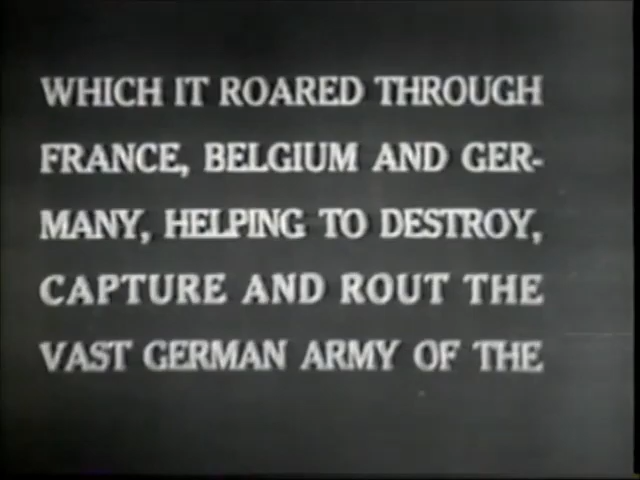 WHICH IT ROARED THROUGH
FRANCE, BELGIUM AND GER-
MANY, HELPING TO DESTROY,
CAPTURE AND ROUT THE
VAST GERMAN ARMY OF THE